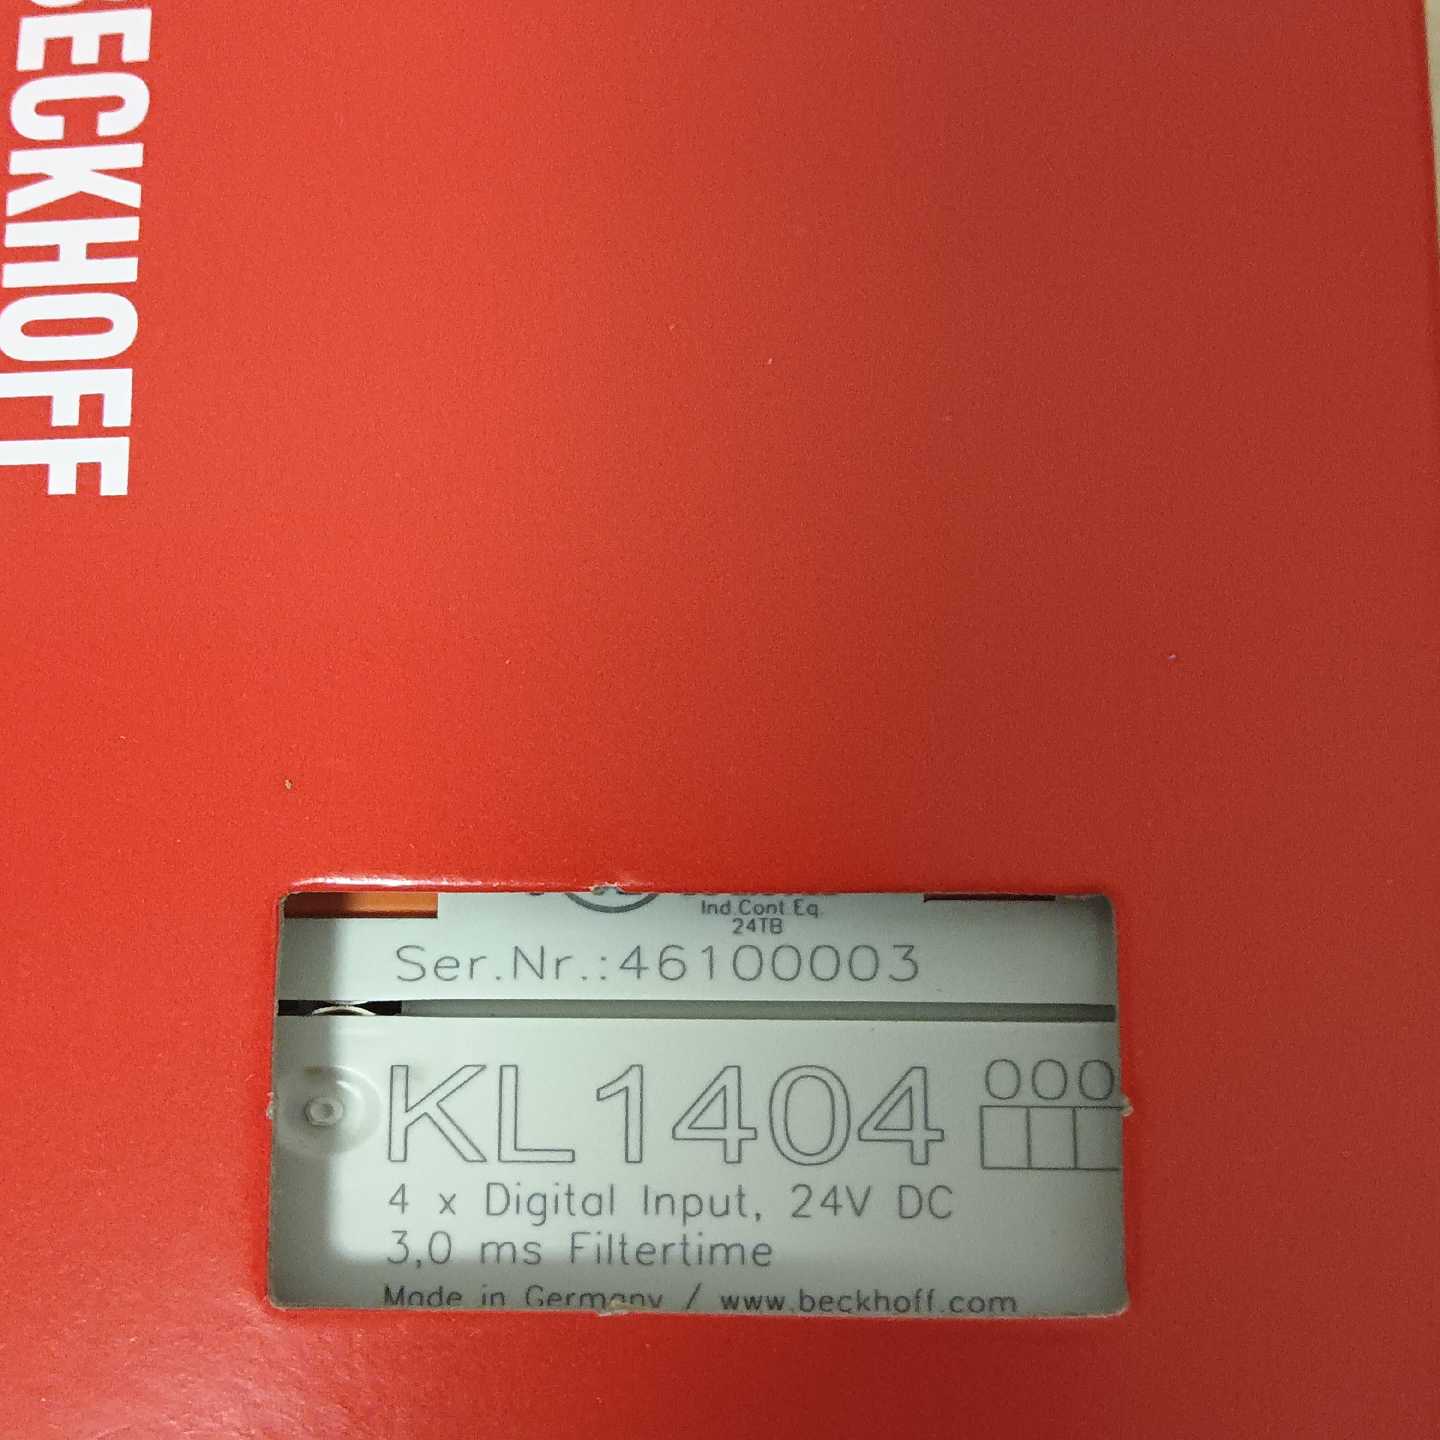 BECKHOFF
Ind.Cont.Eq.
24TB
Ser.Nr.:46100003
KL1404
000
4 x Digital Input, 24V DC
3,0 ms Filtertime
Made in Germany / www.beckhoff.com